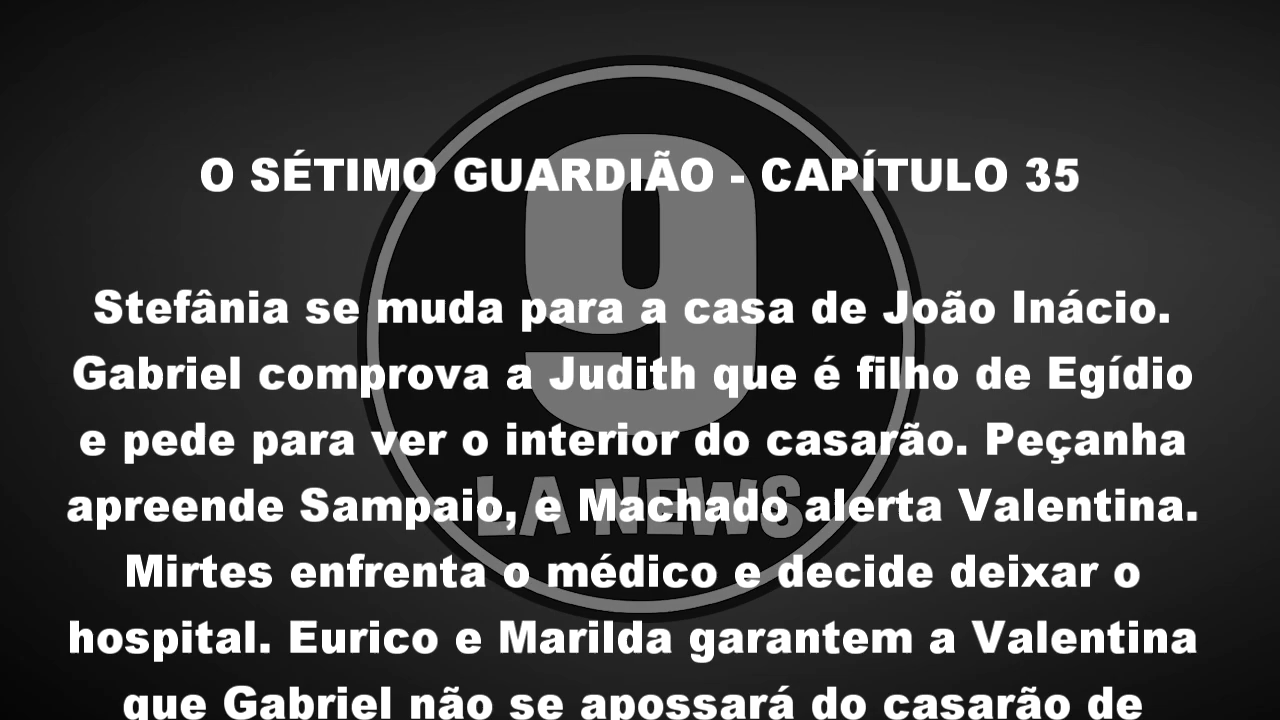 O SÉTIMO GUARDIÃO - CAPÍTULO 35
Stefânia se muda para a casa de João Inácio.
Gabriel comprova a Judith que é filho de Egídio
e pede para ver o interior do casarão. Peçanha
apreende Sampaio, e Machado alerta Valentina.
Mirtes enfrenta o médico e decide deixar o
hospital. Eurico e Marilda garantem a Valentina
que Gabriel não se apossará do casarão de
9
LA NEWS